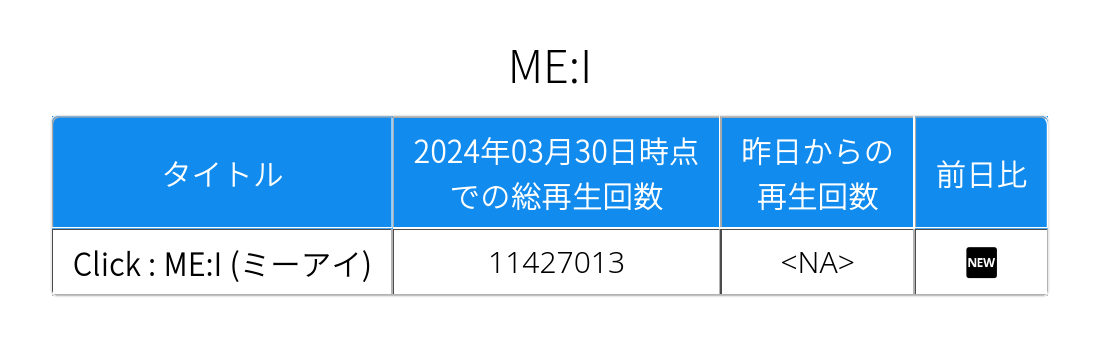 ME:I
タイトル
2024年03月30日時点
での総再生回数
昨日からの
再生回数
前日比
Click : ME:I (ミーアイ)
11427013
<NA>
NEW